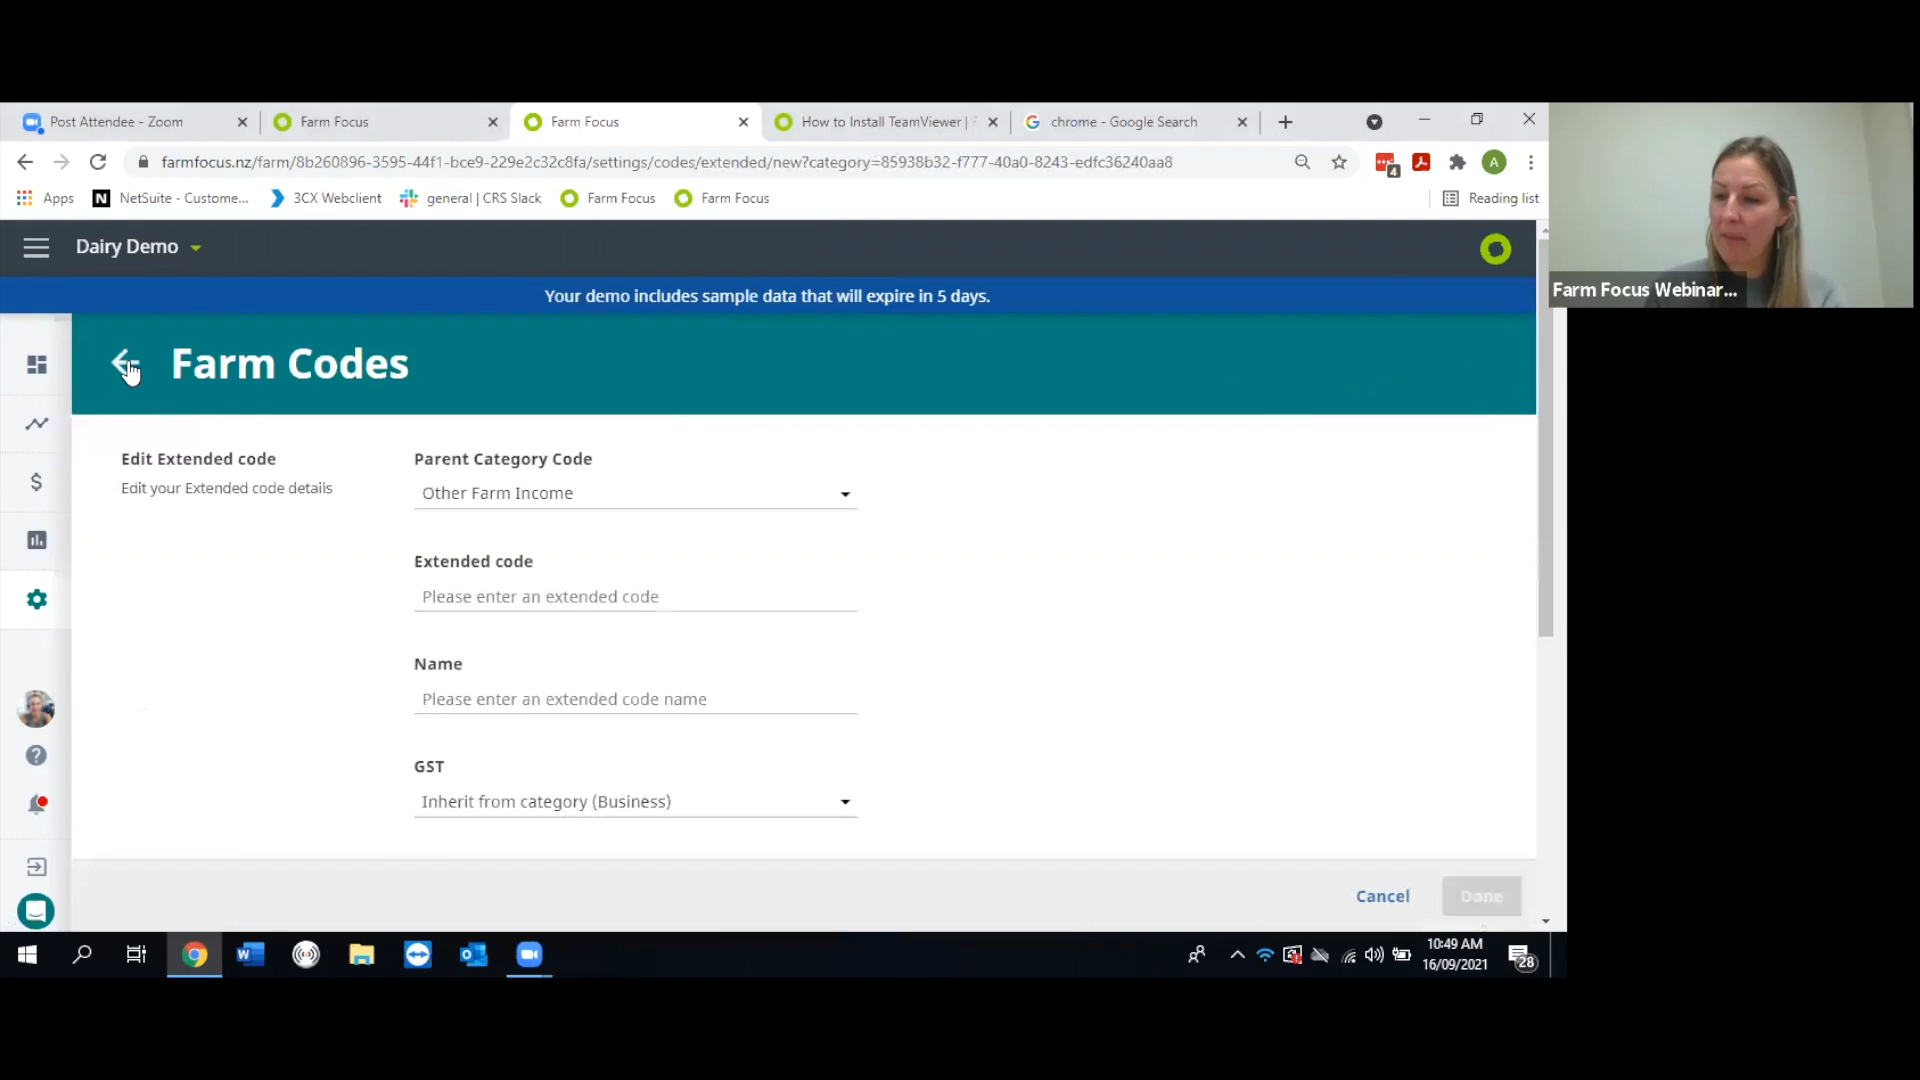 Post Attendee - Zoom
Farm Focus
Farm Focus
How to Install TeamViewer |
chrome - Google Search
farmfocus.nz/farm/8b260896-3595-44f1-bce9-229e2c32c8fa/settings/codes/extended/new?category=85938b32-f777-40a0-8243-edfc36240aa8
4
A
Apps
NetSuite - Custome...
3CX Webclient
general | CRS Slack
Farm Focus
Farm Focus
Reading list
Dairy Demo
Your demo includes sample data that will expire in 5 days.
Farm Codes
Edit Extended code
Edit your Extended code details
Parent Category Code
Other Farm Income
Extended code
Please enter an extended code
Name
Please enter an extended code name
GST
Inherit from category (Business)
Cancel
Done
10:49 AM
16/09/2021
28
Farm Focus Webinar...